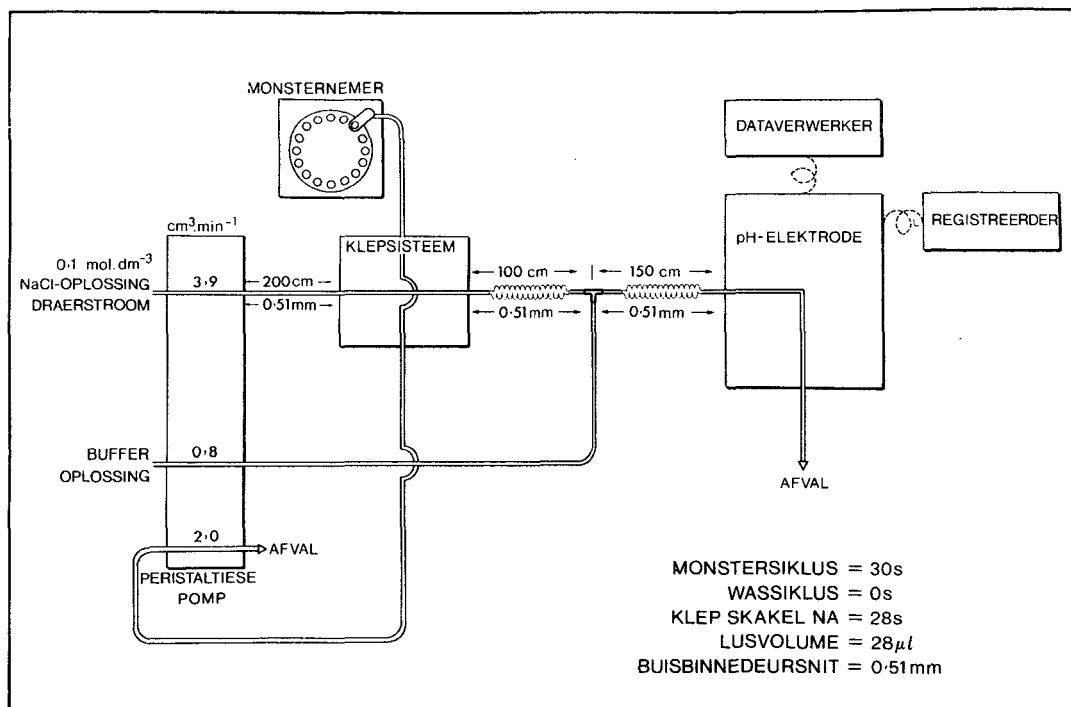 MONSTERNEMER
DATAVERWERKER
REGISTREERDER
pH-ELEKTRODE
cm³.min⁻¹
KLEPSISTEEM
0·1 mol.dm⁻³
NaCl-OPLOSSING
DRAERSTROOM
3,9
200cm
0·51mm
100 cm
0·51mm
150 cm
0·51mm
BUFFER
OPLOSSING
0,8
AFVAL
2,0
AFVAL
PERISTALTIESE
POMP
MONSTERSIKLUS = 30s
WASSIKLUS = 0s
KLEP SKAKEL NA = 28s
LUSVOLUME = 28µl
BUISBINNEDEURSNIT = 0·51mm